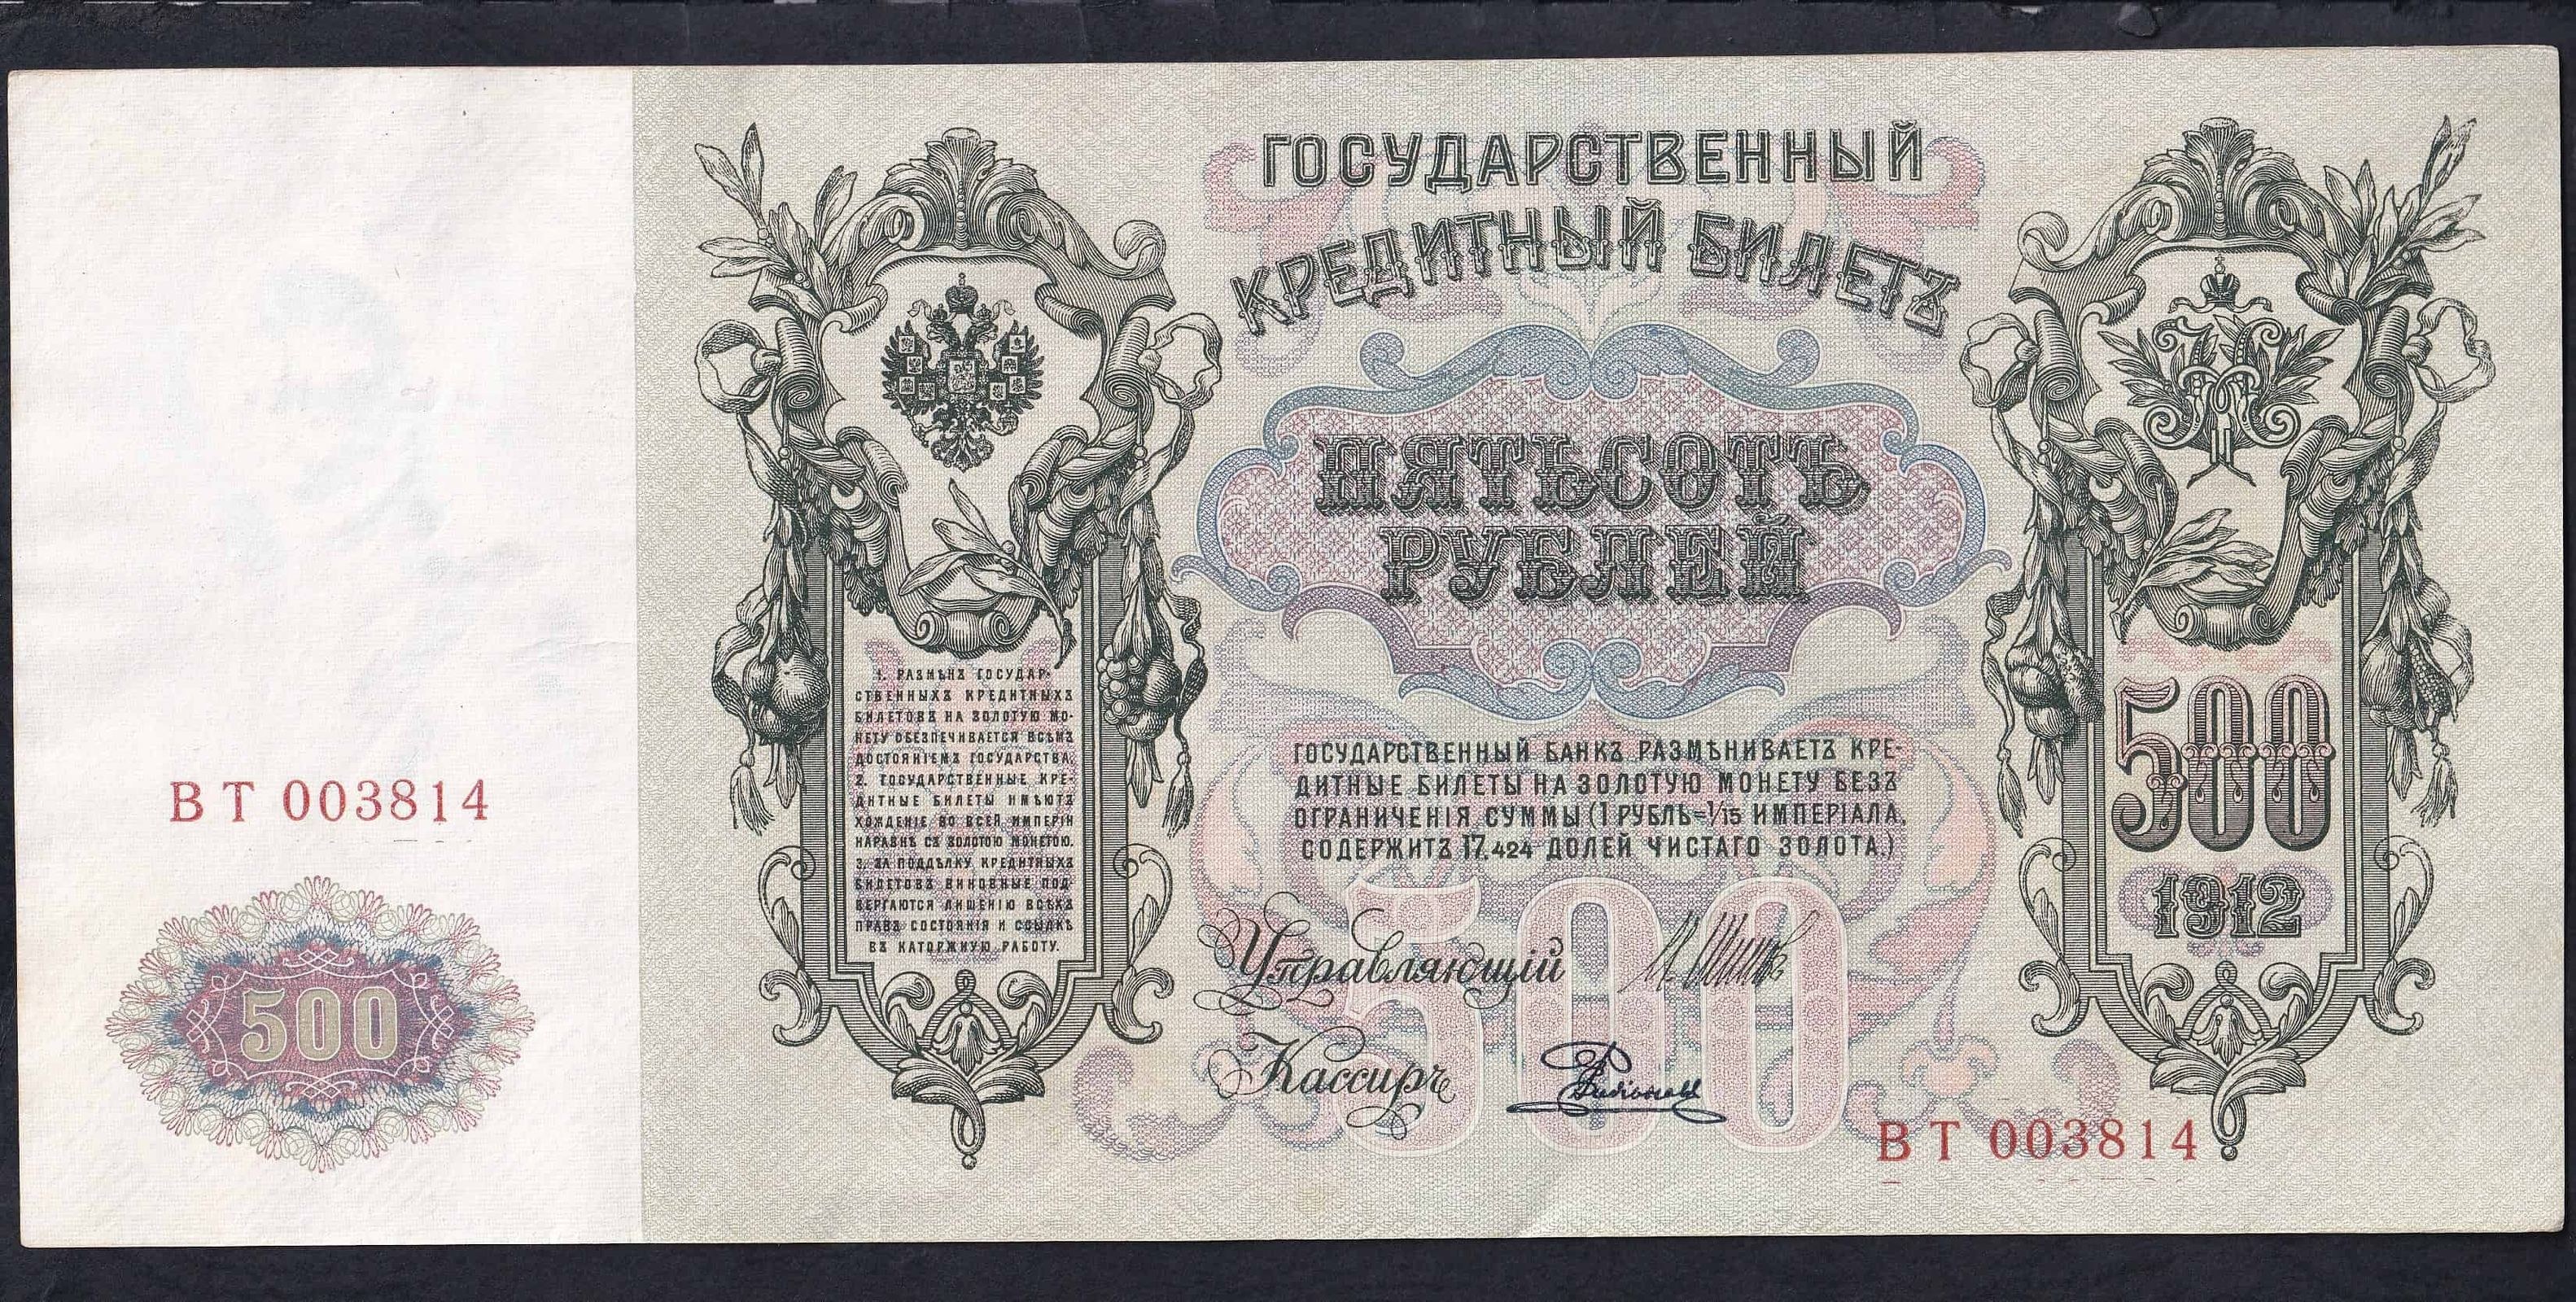 ГОСУДАРСТВЕННЫЙ
КРЕДИТНЫЙ БИЛЕТЪ
ПЯТЬСОТЪ
РУБЛЕЙ
1. РАЗМѢНЪ ГОСУДАР-
СТВЕННЫХЪ КРЕДИТНЫХЪ
БИЛЕТОВЪ НА ЗОЛОТУЮ МО-
НЕТУ ОБЕЗПЕЧИВАЕТСЯ ВСѢМЪ
ДОСТОЯНІЕМЪ ГОСУДАРСТВА.
2. ГОСУДАРСТВЕННЫЕ КРЕ-
ДИТНЫЕ БИЛЕТЫ ИМѢЮТЪ
ХОЖДЕНІЕ ВО ВСЕЙ ИМПЕРІИ
НАРАВНѢ СЪ ЗОЛОТОЮ МОНЕТОЮ.
3. ЗА ПОДДѢЛКУ КРЕДИТНЫХЪ
БИЛЕТОВЪ ВИНОВНЫЕ ПОД-
ВЕРГАЮТСЯ ЛИШЕНІЮ ВСѢХЪ
ПРАВЪ СОСТОЯНІЯ И ССЫЛКѢ
ВЪ КАТОРЖНУЮ РАБОТУ.
ГОСУДАРСТВЕННЫЙ БАНКЪ РАЗМѢНИВАЕТЪ КРЕ-
ДИТНЫЕ БИЛЕТЫ НА ЗОЛОТУЮ МОНЕТУ БЕЗЪ
ОГРАНИЧЕНІЯ СУММЫ (1 РУБЛЬ=1/15 ИМПЕРІАЛА,
СОДЕРЖИТЪ 17,424 ДОЛЕЙ ЧИСТАГО ЗОЛОТА.)
500
1912
500
Управляющій
Кассиръ
ВТ 003814
500
ВТ 003814